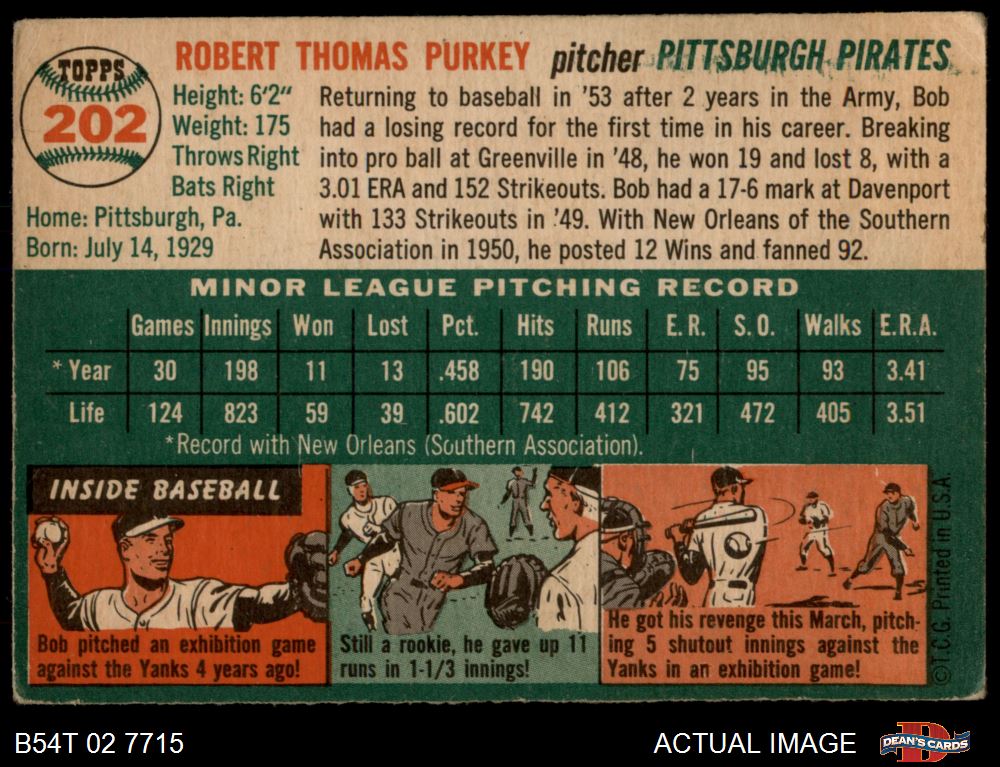 TOPPS
202
ROBERT THOMAS PURKEY pitcher PITTSBURGH PIRATES
Height: 6'2"
Weight: 175
Throws Right
Bats Right
Home: Pittsburgh, Pa.
Born: July 14, 1929
Returning to baseball in '53 after 2 years in the Army, Bob
had a losing record for the first time in his career. Breaking
into pro ball at Greenville in '48, he won 19 and lost 8, with a
3.01 ERA and 152 Strikeouts. Bob had a 17-6 mark at Davenport
with 133 Strikeouts in '49. With New Orleans of the Southern
Association in 1950, he posted 12 Wins and fanned 92.
MINOR LEAGUE PITCHING RECORD
Games Innings Won Lost Pct. Hits Runs E. R. S. O. Walks E.R.A.
* Year 30 198 11 13 .458 190 106 75 95 93 3.41
Life 124 823 59 39 .602 742 412 321 472 405 3.51
*Record with New Orleans (Southern Association).
INSIDE BASEBALL
Bob pitched an exhibition game
against the Yanks 4 years ago!
Still a rookie, he gave up 11
runs in 1-1/3 innings!
He got his revenge this March, pitch-
ing 5 shutout innings against the
Yanks in an exhibition game!
©T.C.G. Printed in U.S.A.
B54T 02 7715
ACTUAL IMAGE
DEAN'S CARDS